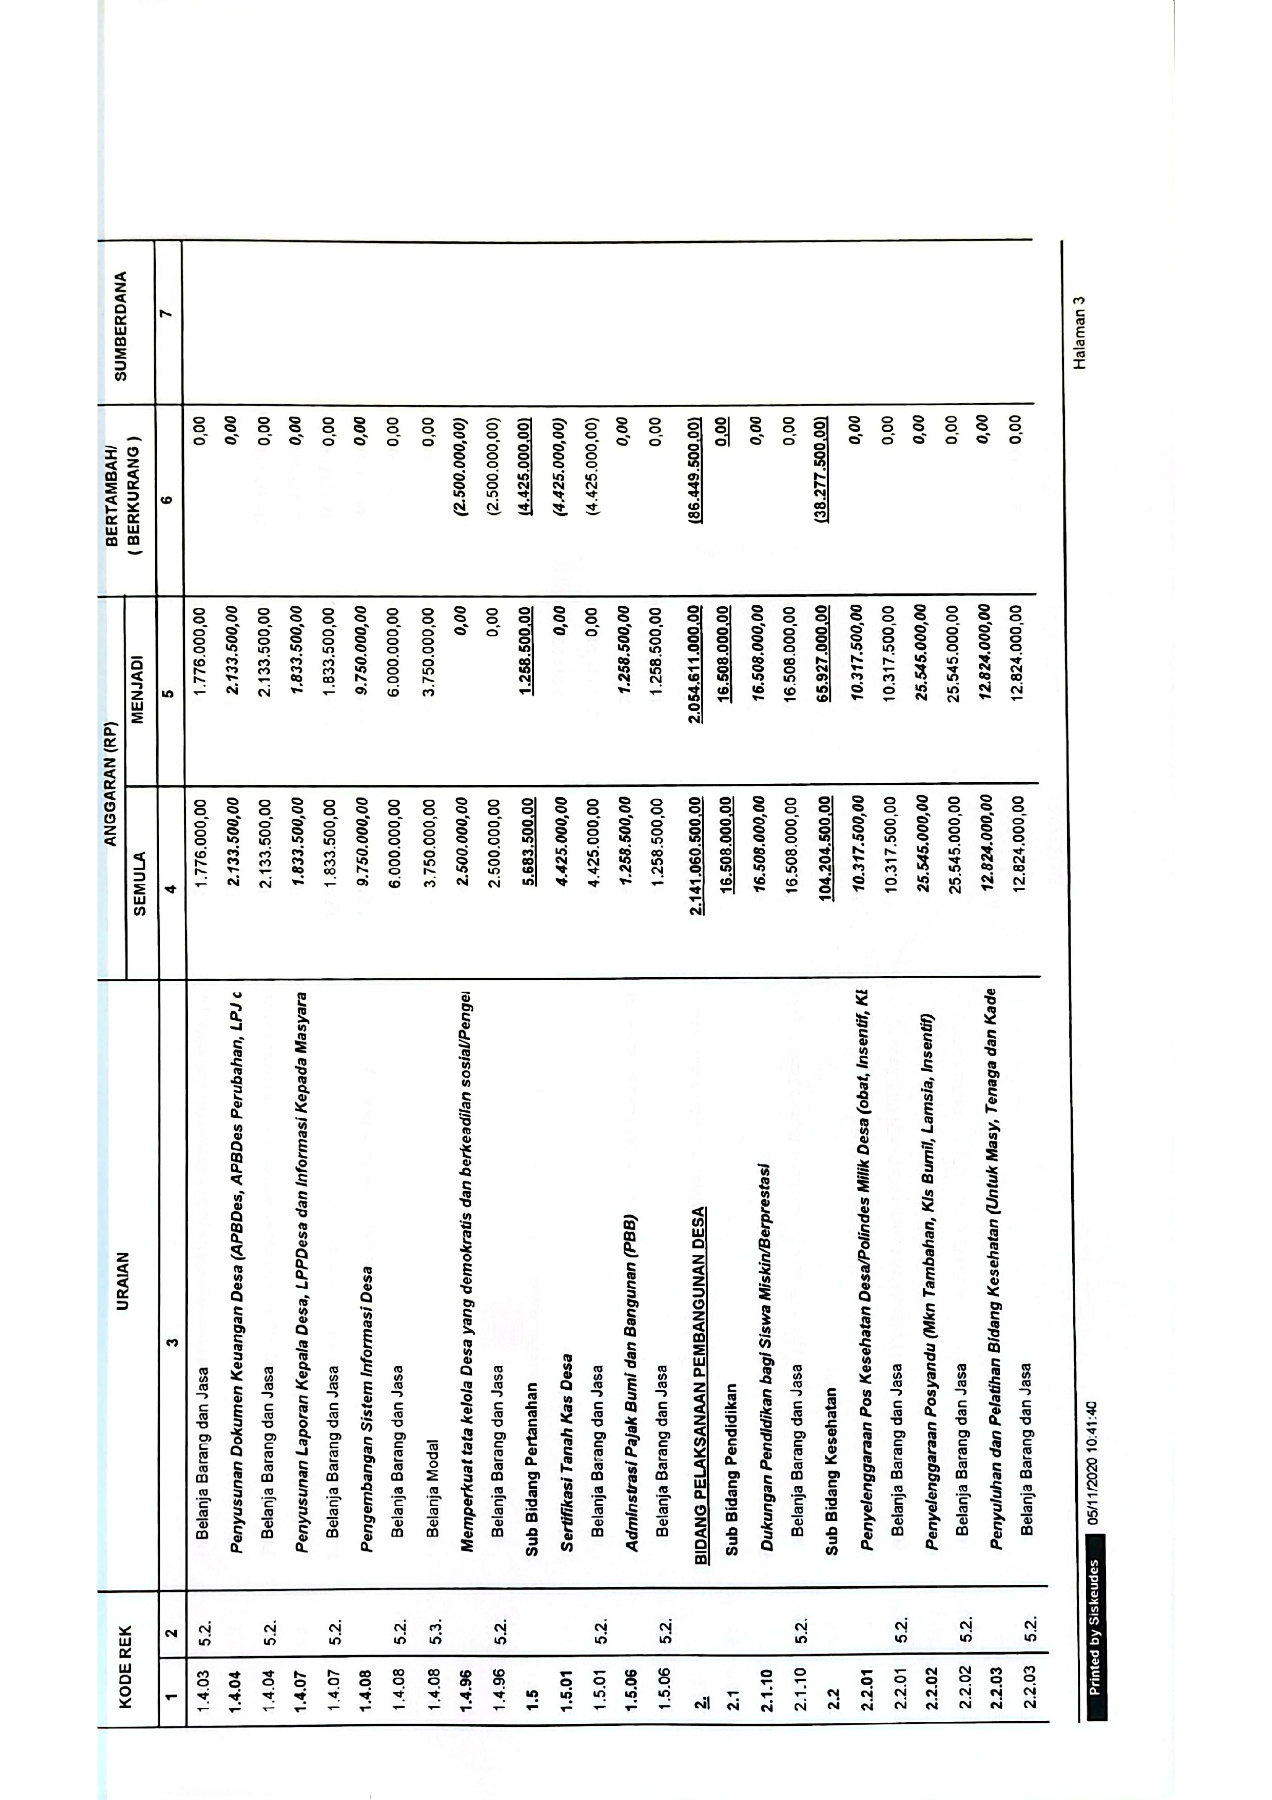 KODE REK URAIAN ANGGARAN (RP) BERTAMBAH/ SUMBERDANA
SEMULA MENJADI ( BERKURANG )
1 2 3 4 5 6 7
1.4.03 5.2. Belanja Barang dan Jasa 1.776.000,00 1.776.000,00 0,00
1.4.04 Penyusunan Dokumen Keuangan Desa (APBDes, APBDes Perubahan, LPJ c 2.133.500,00 2.133.500,00 0,00
1.4.04 5.2. Belanja Barang dan Jasa 2.133.500,00 2.133.500,00 0,00
1.4.07 Penyusunan Laporan Kepala Desa, LPPDesa dan Informasi Kepada Masyara 1.833.500,00 1.833.500,00 0,00
1.4.07 5.2. Belanja Barang dan Jasa 1.833.500,00 1.833.500,00 0,00
1.4.08 Pengembangan Sistem Informasi Desa 9.750.000,00 9.750.000,00 0,00
1.4.08 5.2. Belanja Barang dan Jasa 6.000.000,00 6.000.000,00 0,00
1.4.08 5.3. Belanja Modal 3.750.000,00 3.750.000,00 0,00
1.4.96 Memperkuat tata kelola Desa yang demokratis dan berkeadilan sosial/Pengel 2.500.000,00 0,00 (2.500.000,00)
1.4.96 5.2. Belanja Barang dan Jasa 2.500.000,00 0,00 (2.500.000,00)
1.5 Sub Bidang Pertanahan 5.683.500,00 1.258.500,00 (4.425.000,00)
1.5.01 Sertifikasi Tanah Kas Desa 4.425.000,00 0,00 (4.425.000,00)
1.5.01 5.2. Belanja Barang dan Jasa 4.425.000,00 0,00 (4.425.000,00)
1.5.06 Adminstrasi Pajak Bumi dan Bangunan (PBB) 1.258.500,00 1.258.500,00 0,00
1.5.06 5.2. Belanja Barang dan Jasa 1.258.500,00 1.258.500,00 0,00
2. BIDANG PELAKSANAAN PEMBANGUNAN DESA 2.141.060.500,00 2.054.611.000,00 (86.449.500,00)
2.1 Sub Bidang Pendidikan 16.508.000,00 16.508.000,00 0,00
2.1.10 Dukungan Pendidikan bagi Siswa Miskin/Berprestasi 16.508.000,00 16.508.000,00 0,00
2.1.10 5.2. Belanja Barang dan Jasa 16.508.000,00 16.508.000,00 0,00
2.2 Sub Bidang Kesehatan 104.204.500,00 65.927.000,00 (38.277.500,00)
2.2.01 Penyelenggaraan Pos Kesehatan Desa/Polindes Milik Desa (obat, Insentif, KB 10.317.500,00 10.317.500,00 0,00
2.2.01 5.2. Belanja Barang dan Jasa 10.317.500,00 10.317.500,00 0,00
2.2.02 Penyelenggaraan Posyandu (Mkn Tambahan, Kls Bumil, Lamsia, Insentif) 25.545.000,00 25.545.000,00 0,00
2.2.02 5.2. Belanja Barang dan Jasa 25.545.000,00 25.545.000,00 0,00
2.2.03 Penyuluhan dan Pelatihan Bidang Kesehatan (Untuk Masy, Tenaga dan Kade 12.824.000,00 12.824.000,00 0,00
2.2.03 5.2. Belanja Barang dan Jasa 12.824.000,00 12.824.000,00 0,00
Printed by Siskeudes 05/11/2020 10:41:40 Halaman 3